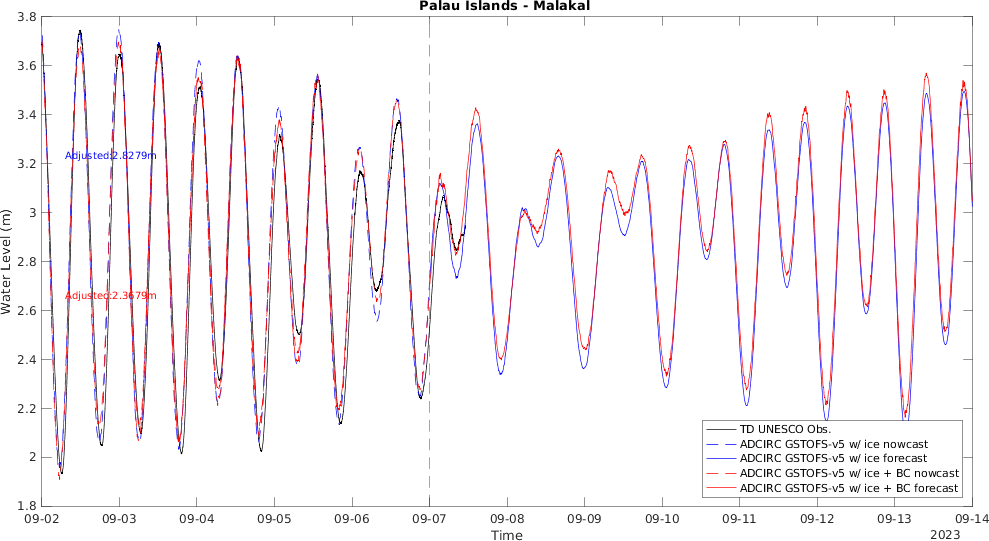 Palau Islands - Malakal
3.8
3.6
3.4
3.2
3
2.8
2.6
2.4
2.2
2
1.8
Water Level (m)
Adjusted:2.8279m
Adjusted:2.3679m
TD UNESCO Obs.
ADCIRC GSTOFS-v5 w/ ice nowcast
ADCIRC GSTOFS-v5 w/ ice forecast
ADCIRC GSTOFS-v5 w/ ice + BC nowcast
ADCIRC GSTOFS-v5 w/ ice + BC forecast
09-02 09-03 09-04 09-05 09-06 09-07 09-08 09-09 09-10 09-11 09-12 09-13 09-14
Time
2023